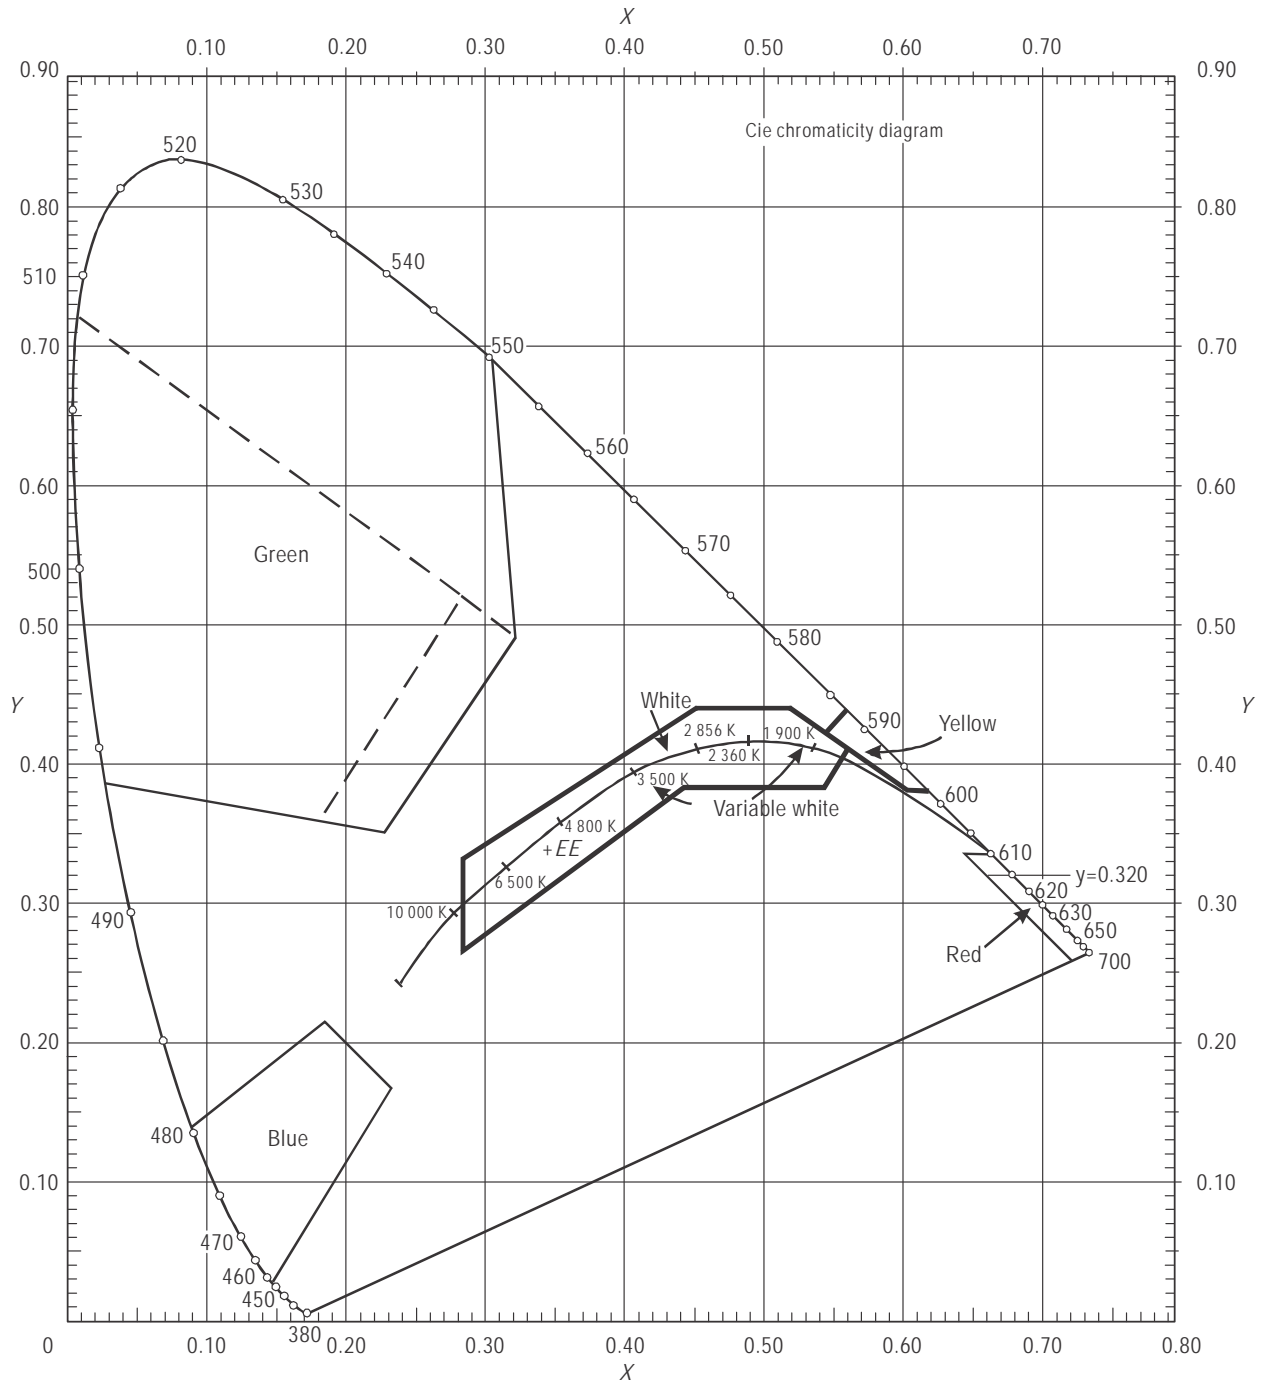 X
0.10 0.20 0.30 0.40 0.50 0.60 0.70
0.90 0.90
Cie chromaticity diagram
520
530
0.80 0.80
540
510
0.70 550 0.70
560
0.60 0.60
570
Green
500
0.50 580 0.50
White
Y Y
590
Yellow
2 856 K 1 900 K
2 360 K
0.40 0.40
3 500 K
600
Variable white
4 800 K
+EE
610
y=0.320
6 500 K
620
0.30 10 000 K 630 0.30
490
650
Red
700
0.20 0.20
480 Blue
0.10 0.10
470
460
450
380
0 0.10 0.20 0.30 0.40 0.50 0.60 0.70 0.80
X